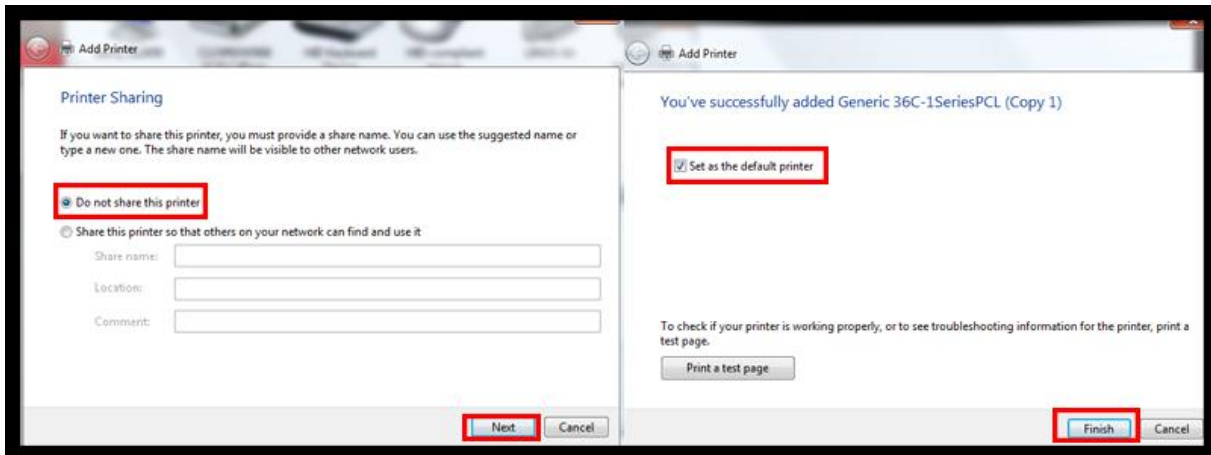 Add Printer
Printer Sharing
If you want to share this printer, you must provide a share name. You can use the suggested name or
type a new one. The share name will be visible to other network users.
Do not share this printer
Share this printer so that others on your network can find and use it
Share name:
Location:
Comment:
Next
Cancel
Add Printer
You've successfully added Generic 36C-1SeriesPCL (Copy 1)
Set as the default printer
To check if your printer is working properly, or to see troubleshooting information for the printer, print a
test page.
Print a test page
Finish
Cancel